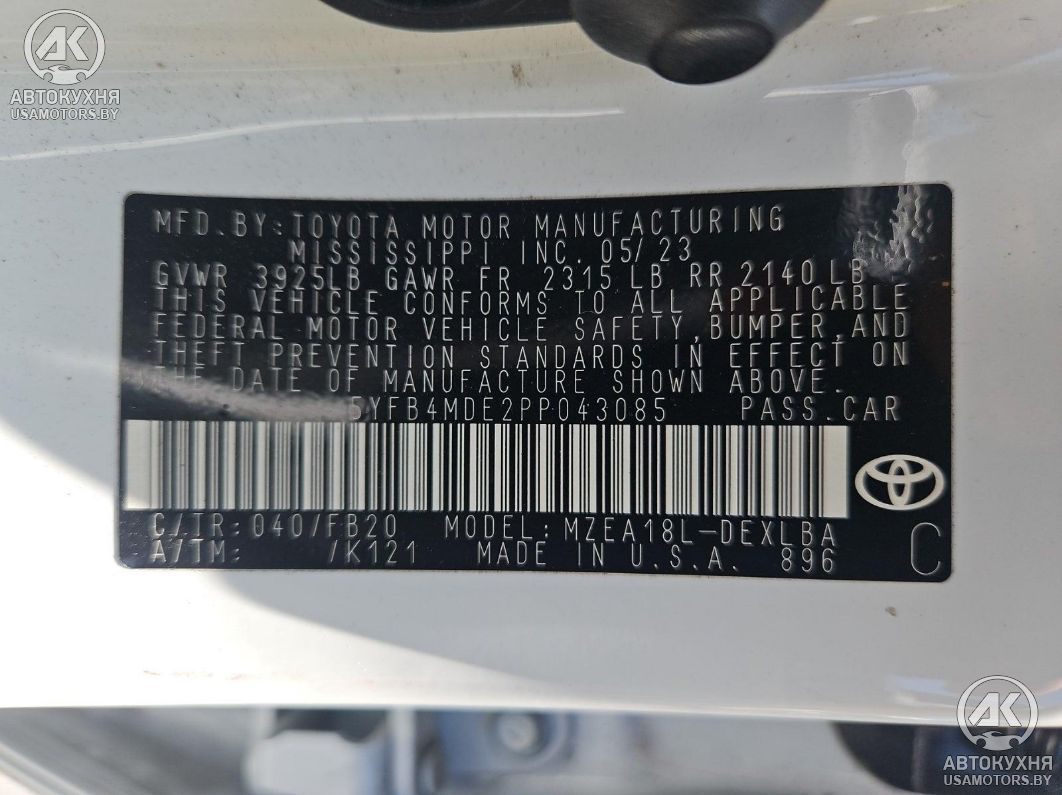 AK
АВТОКУХНЯ
USAMOTORS.BY
MFD.BY:TOYOTA MOTOR MANUFACTURING
MISSISSIPPI INC. 05/23
GVWR 3925LB GAWR FR 2315 LB RR 2140 LB
THIS VEHICLE CONFORMS TO ALL APPLICABLE
FEDERAL MOTOR VEHICLE SAFETY,BUMPER,AND
THEFT PREVENTION STANDARDS IN EFFECT ON
THE DATE OF MANUFACTURE SHOWN ABOVE.
5YFB4MDE2PP043085 PASS.CAR
C/TR:040/FB20 MODEL:MZEA18L-DEXLBA
A/TM: /K121 MADE IN U.S.A. 896
C
AK
АВТОКУХНЯ
USAMOTORS.BY